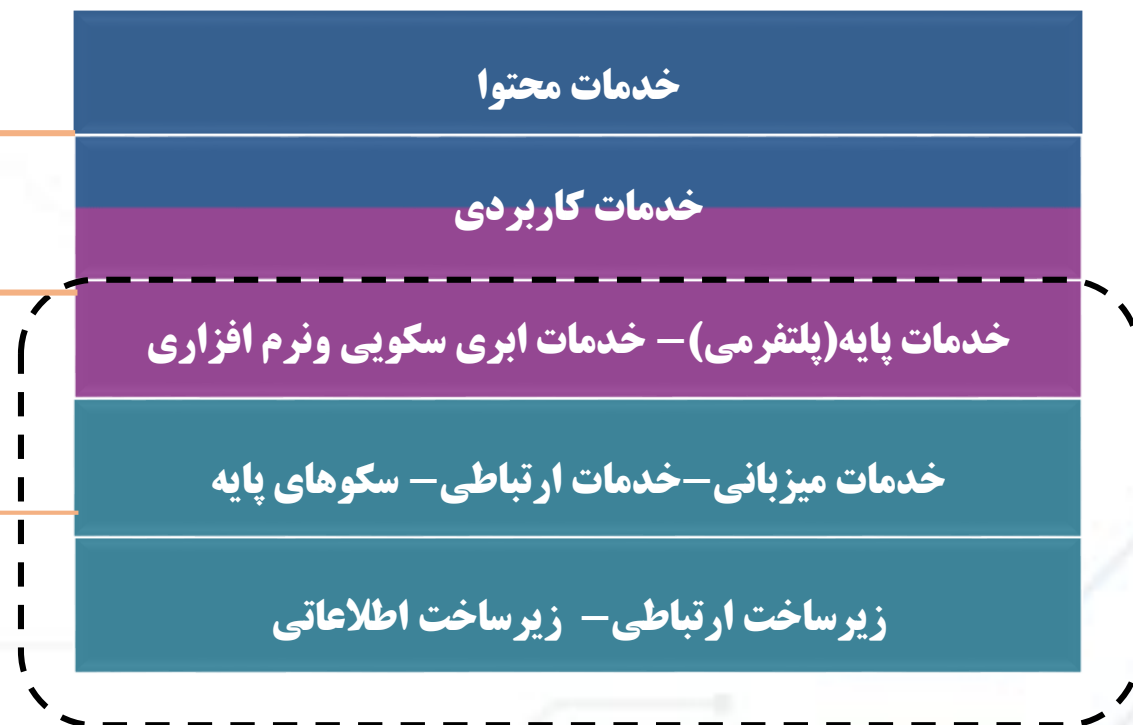 خدمات محتوا
خدمات کاربردی
خدمات پایه(پلتفرمی)– خدمات ابری سکویی ونرم افزاری
خدمات میزبانی–خدمات ارتباطی– سکوهای پایه
زیرساخت ارتباطی– زیرساخت اطلاعاتی